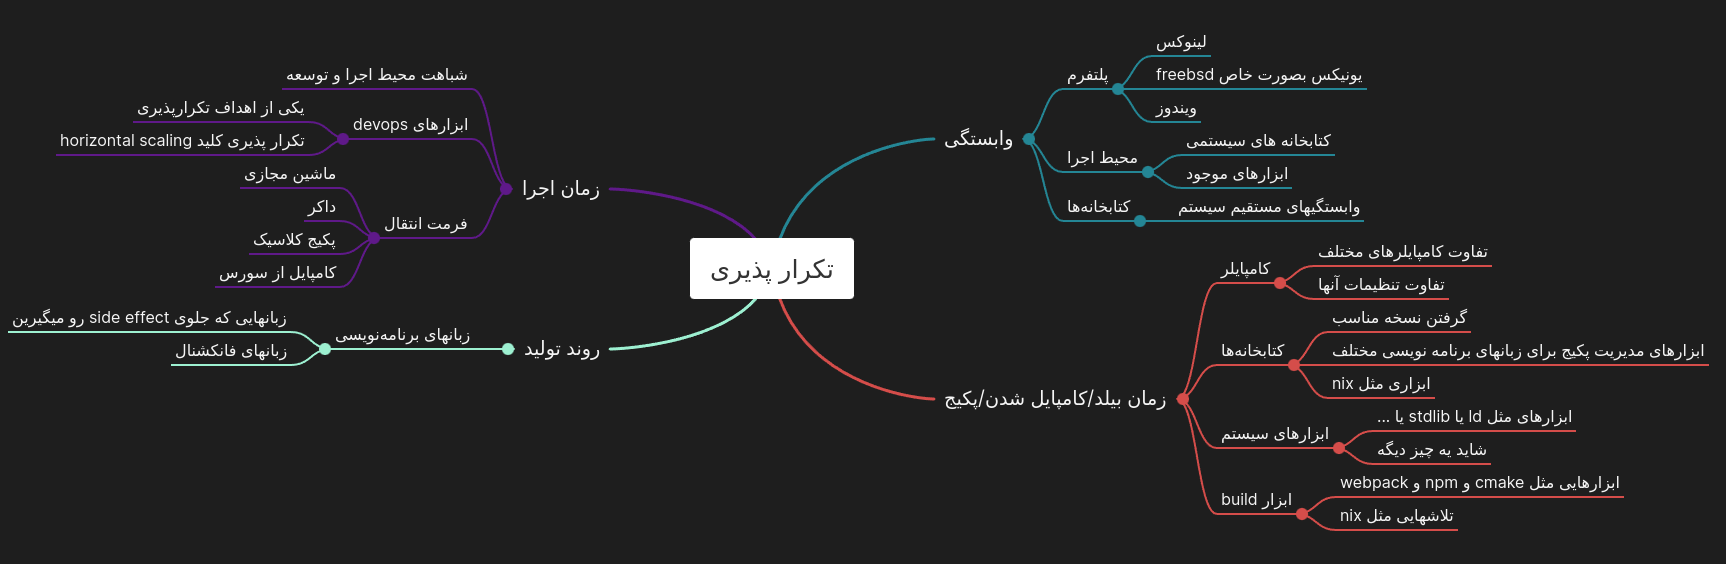 تکرار پذیری
وابستگی
پلتفرم
لینوکس
یونیکس بصورت خاص freebsd
ویندوز
محیط اجرا
کتابخانه های سیستمی
ابزارهای موجود
کتابخانه‌ها
وابستگیهای مستقیم سیستم
زمان بیلد/کامپایل شدن/پکیج
کامپایلر
تفاوت کامپایلرهای مختلف
تفاوت تنظیمات آنها
کتابخانه‌ها
گرفتن نسخه مناسب
ابزارهای مدیریت پکیج برای زبانهای برنامه نویسی مختلف
ابزاری مثل nix
ابزارهای سیستم
ابزارهای مثل ld یا stdlib یا ...
شاید یه چیز دیگه
ابزار build
ابزارهایی مثل cmake و npm و webpack
تلاشهایی مثل nix
زمان اجرا
شباهت محیط اجرا و توسعه
ابزارهای devops
یکی از اهداف تکرارپذیری
تکرار پذیری کلید horizontal scaling
فرمت انتقال
ماشین مجازی
داکر
پکیج کلاسیک
کامپایل از سورس
روند تولید
زبانهای برنامه‌نویسی
زبانهایی که جلوی side effect رو میگیرین
زبانهای فانکشنال